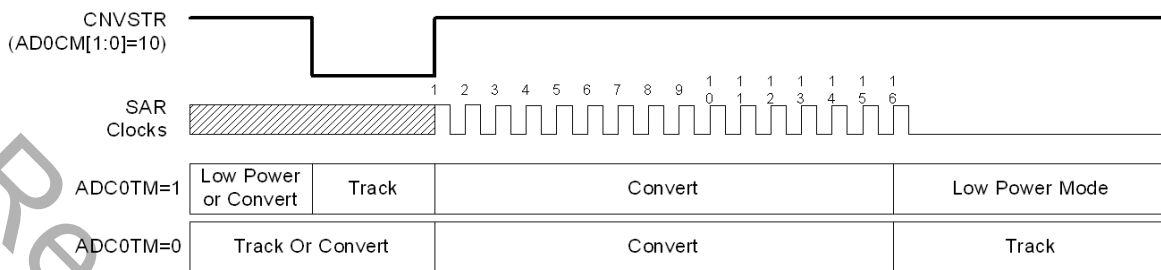 CNVSTR
(AD0CM[1:0]=10)
1 2 3 4 5 6 7 8 9 10 11 12 13 14 15 16
SAR
Clocks
ADC0TM=1 Low Power or Convert Track Convert Low Power Mode
ADC0TM=0 Track Or Convert Convert Track